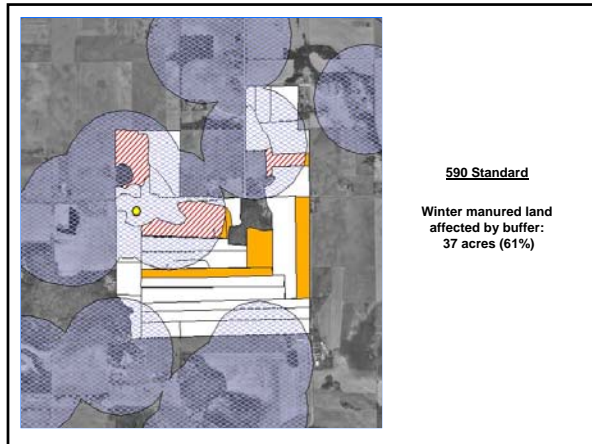 590 Standard
Winter manured land
affected by buffer:
37 acres (61%)